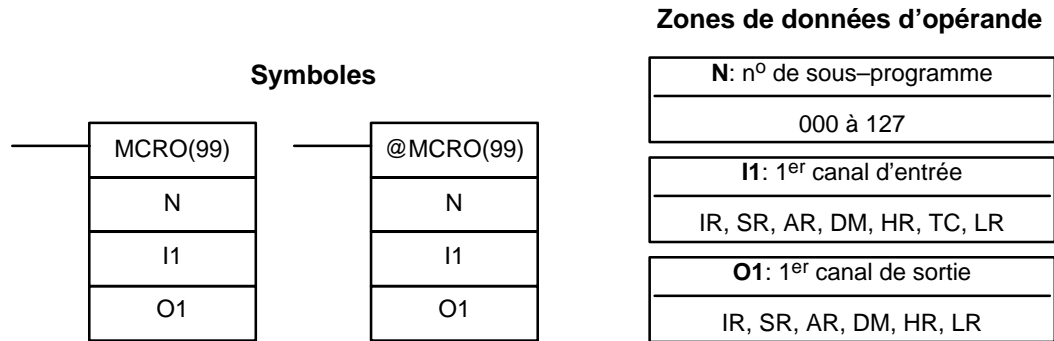 Zones de données d’opérande
Symboles
MCRO(99)
N
I1
O1
@MCRO(99)
N
I1
O1
N: nº de sous–programme
000 à 127
I1: 1er canal d’entrée
IR, SR, AR, DM, HR, TC, LR
O1: 1er canal de sortie
IR, SR, AR, DM, HR, LR